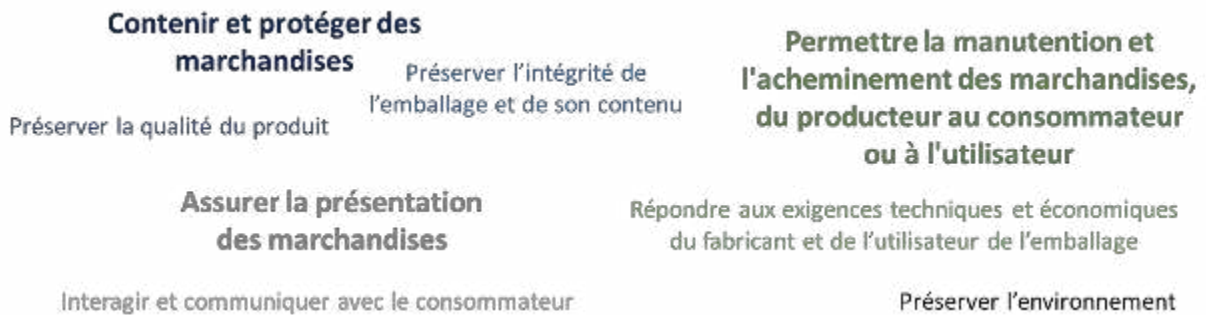 Contenir et protéger des
marchandises
Préserver l’intégrité de
l’emballage et de son contenu
Préserver la qualité du produit
Permettre la manutention et
l'acheminement des marchandises,
du producteur au consommateur
ou à l'utilisateur
Assurer la présentation
des marchandises
Répondre aux exigences techniques et économiques
du fabricant et de l’utilisateur de l’emballage
Interagir et communiquer avec le consommateur
Préserver l’environnement